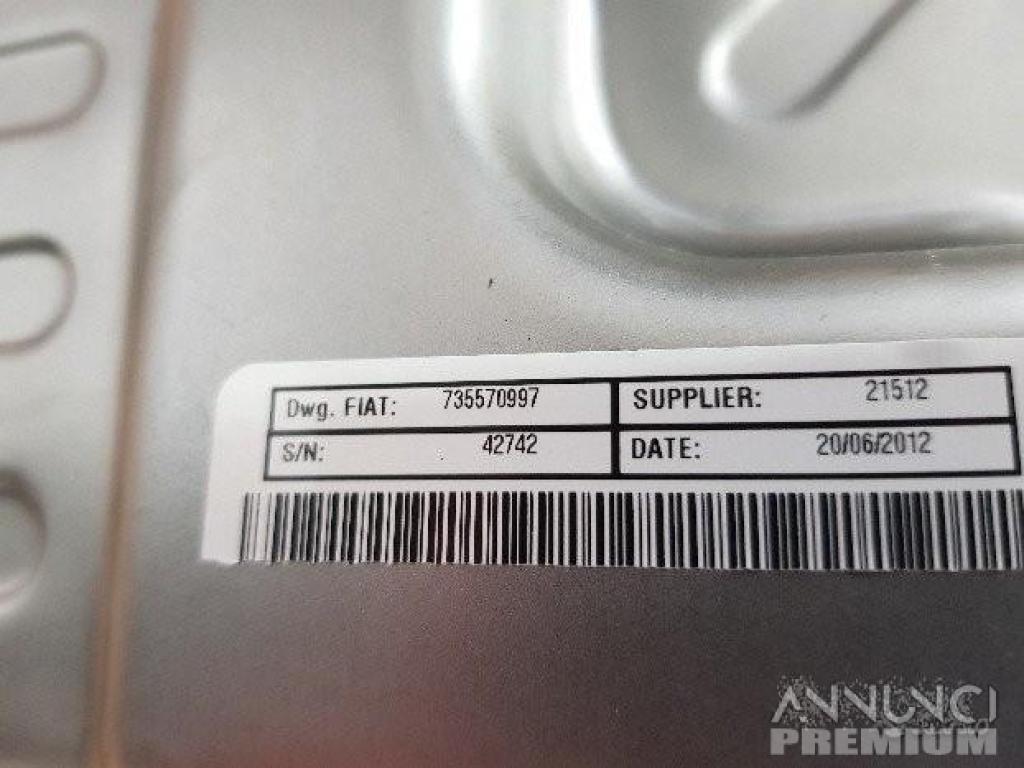 Dwg. FIAT: 735570997 SUPPLIER: 21512
S/N: 42742 DATE: 20/06/2012
ANNUNCI
PREMIUM